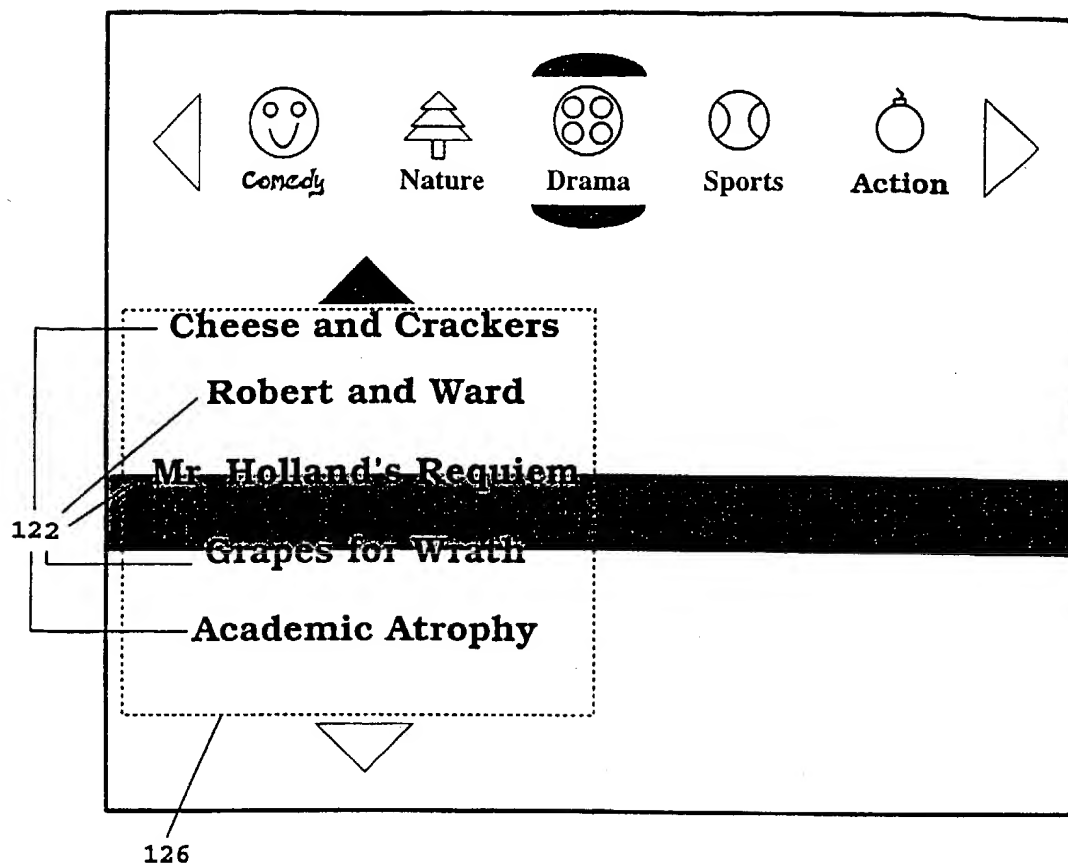 Comedy Nature Drama Sports Action
Cheese and Crackers
Robert and Ward
Mr. Holland's Requiem
122
Grapes for Wrath
Academic Atrophy
126